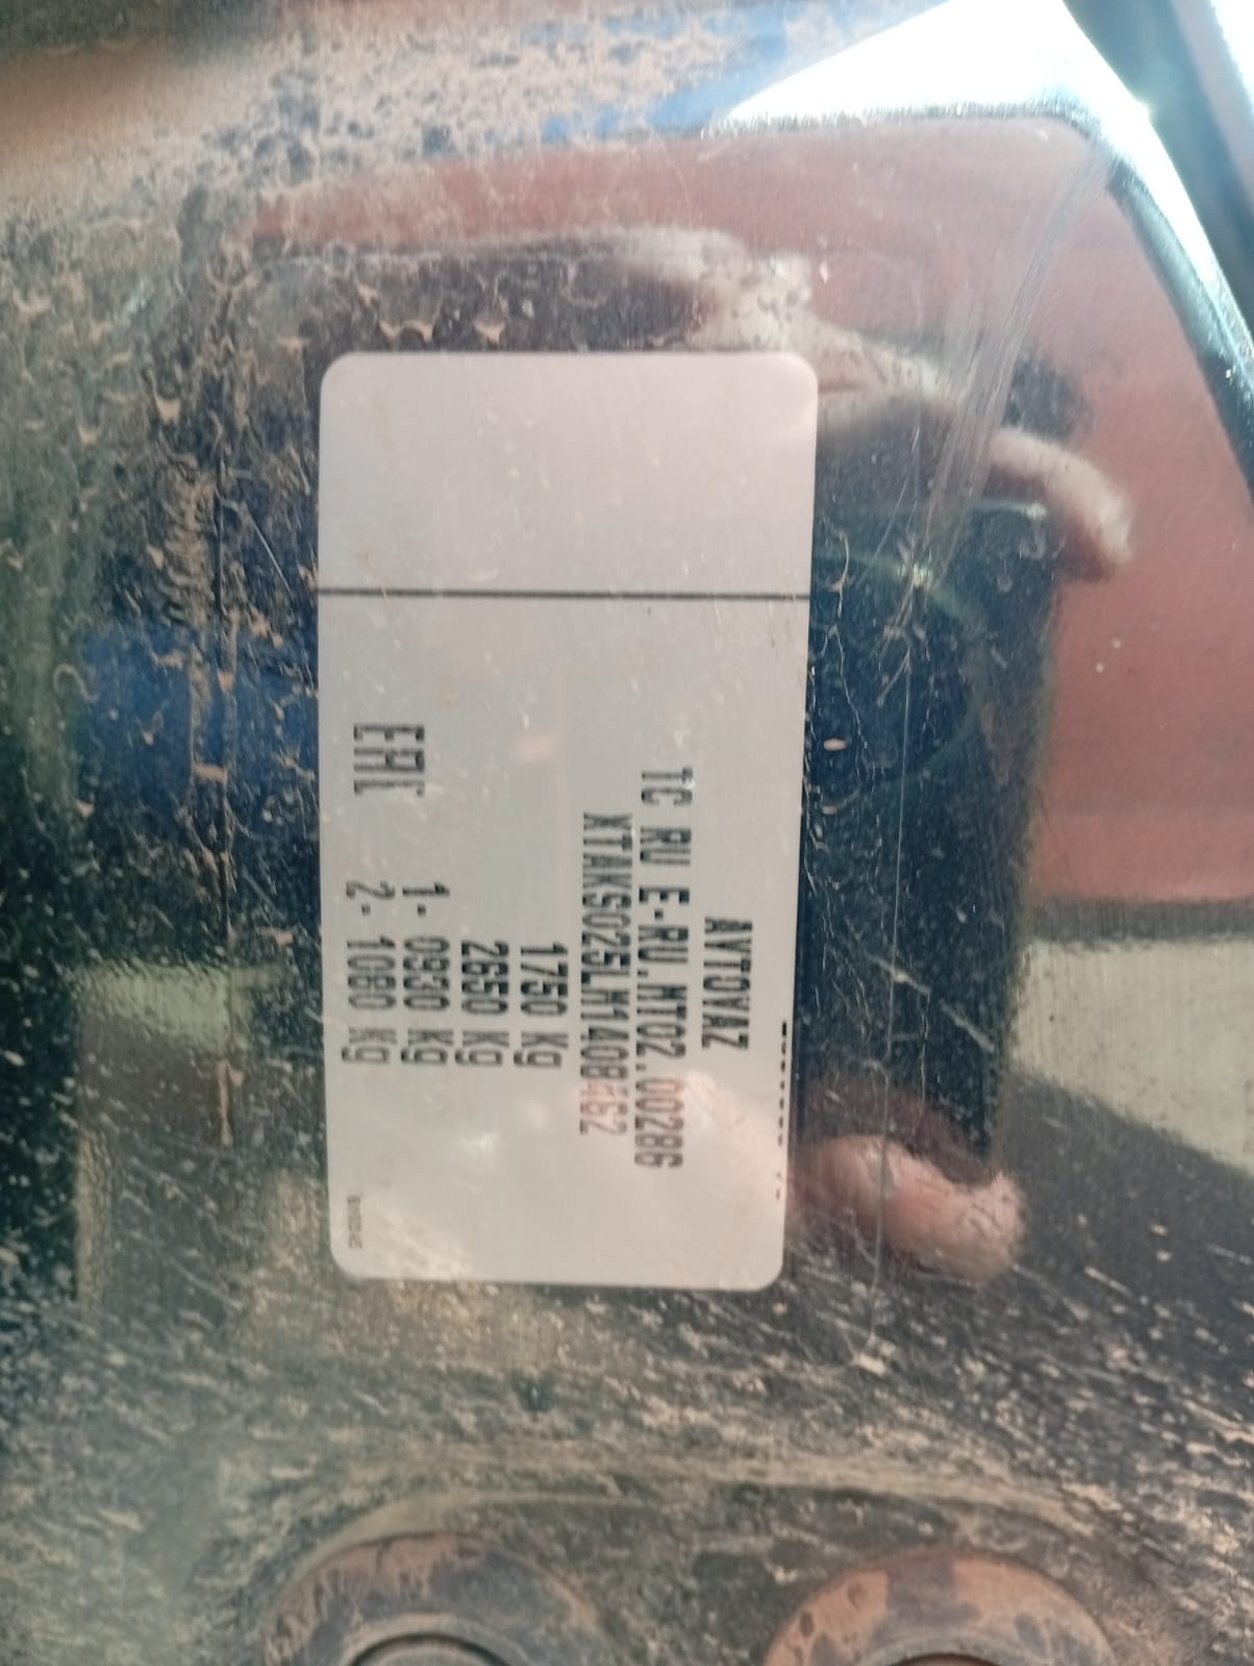 AVTOVAZ
TC RU E-RU.MT02.00286
XTAKS025LM1408462
1750 Kg
2650 Kg
1- 0930 Kg
EAC 2- 1080 Kg